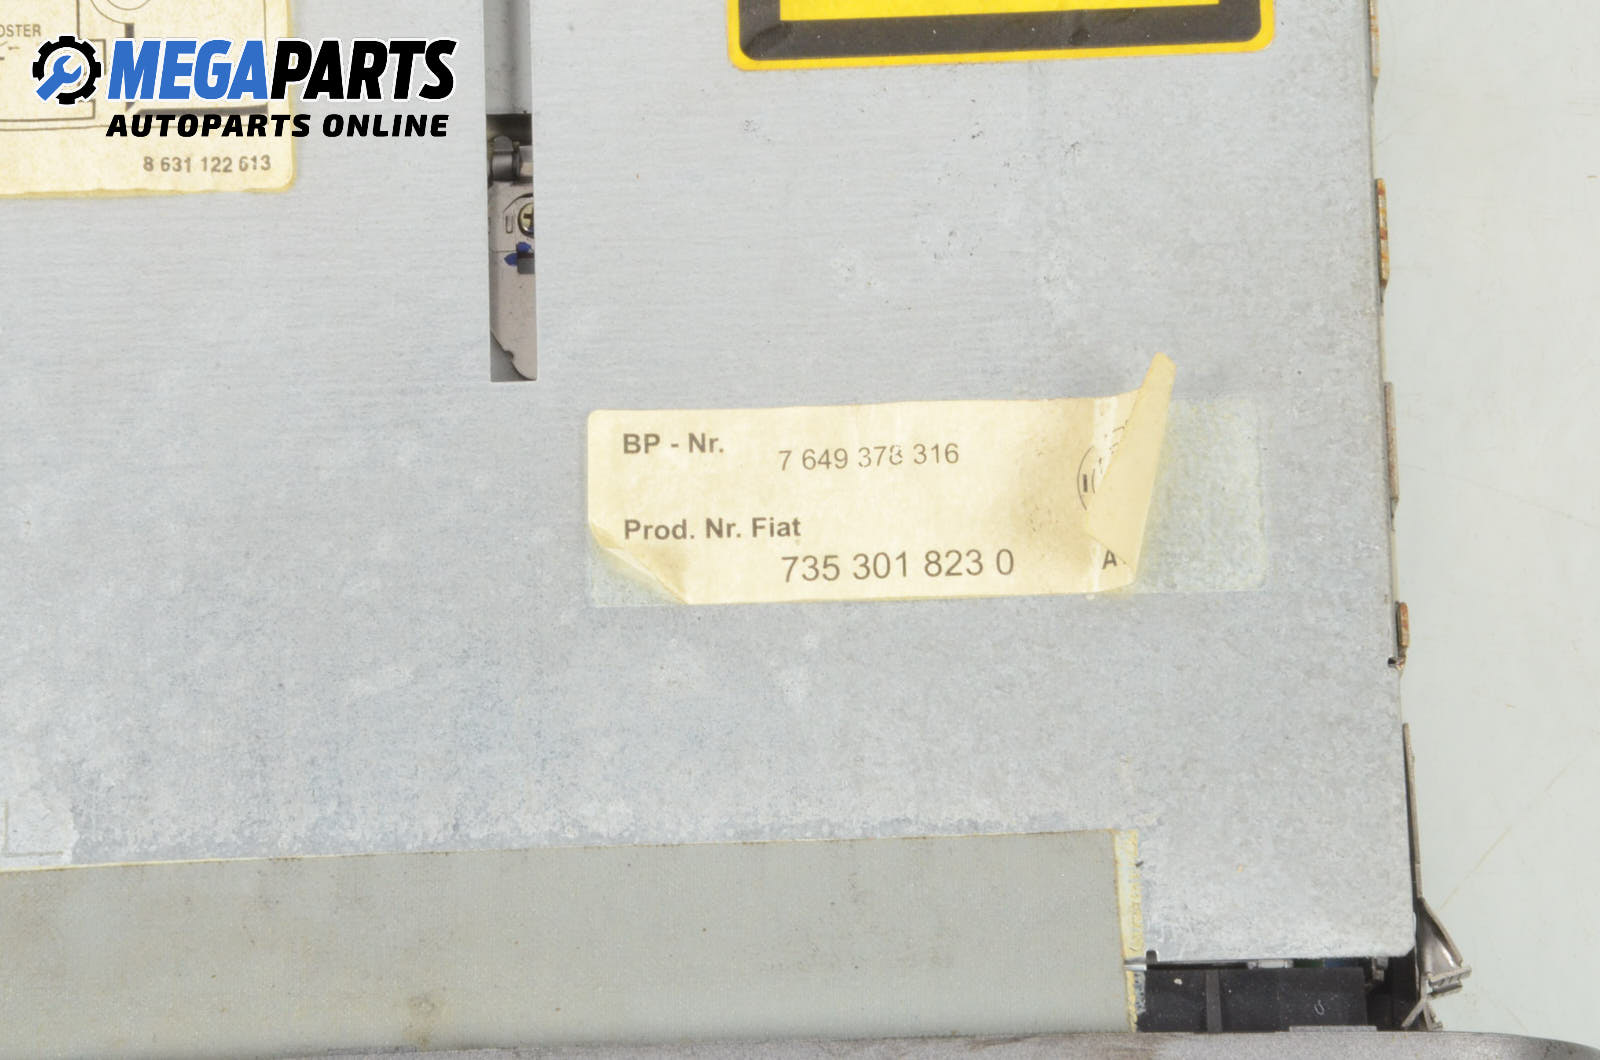 MEGAPARTS
AUTOPARTS ONLINE
8 631 122 613
BP - Nr. 7 649 378 316
Prod. Nr. Fiat
735 301 823 0
A